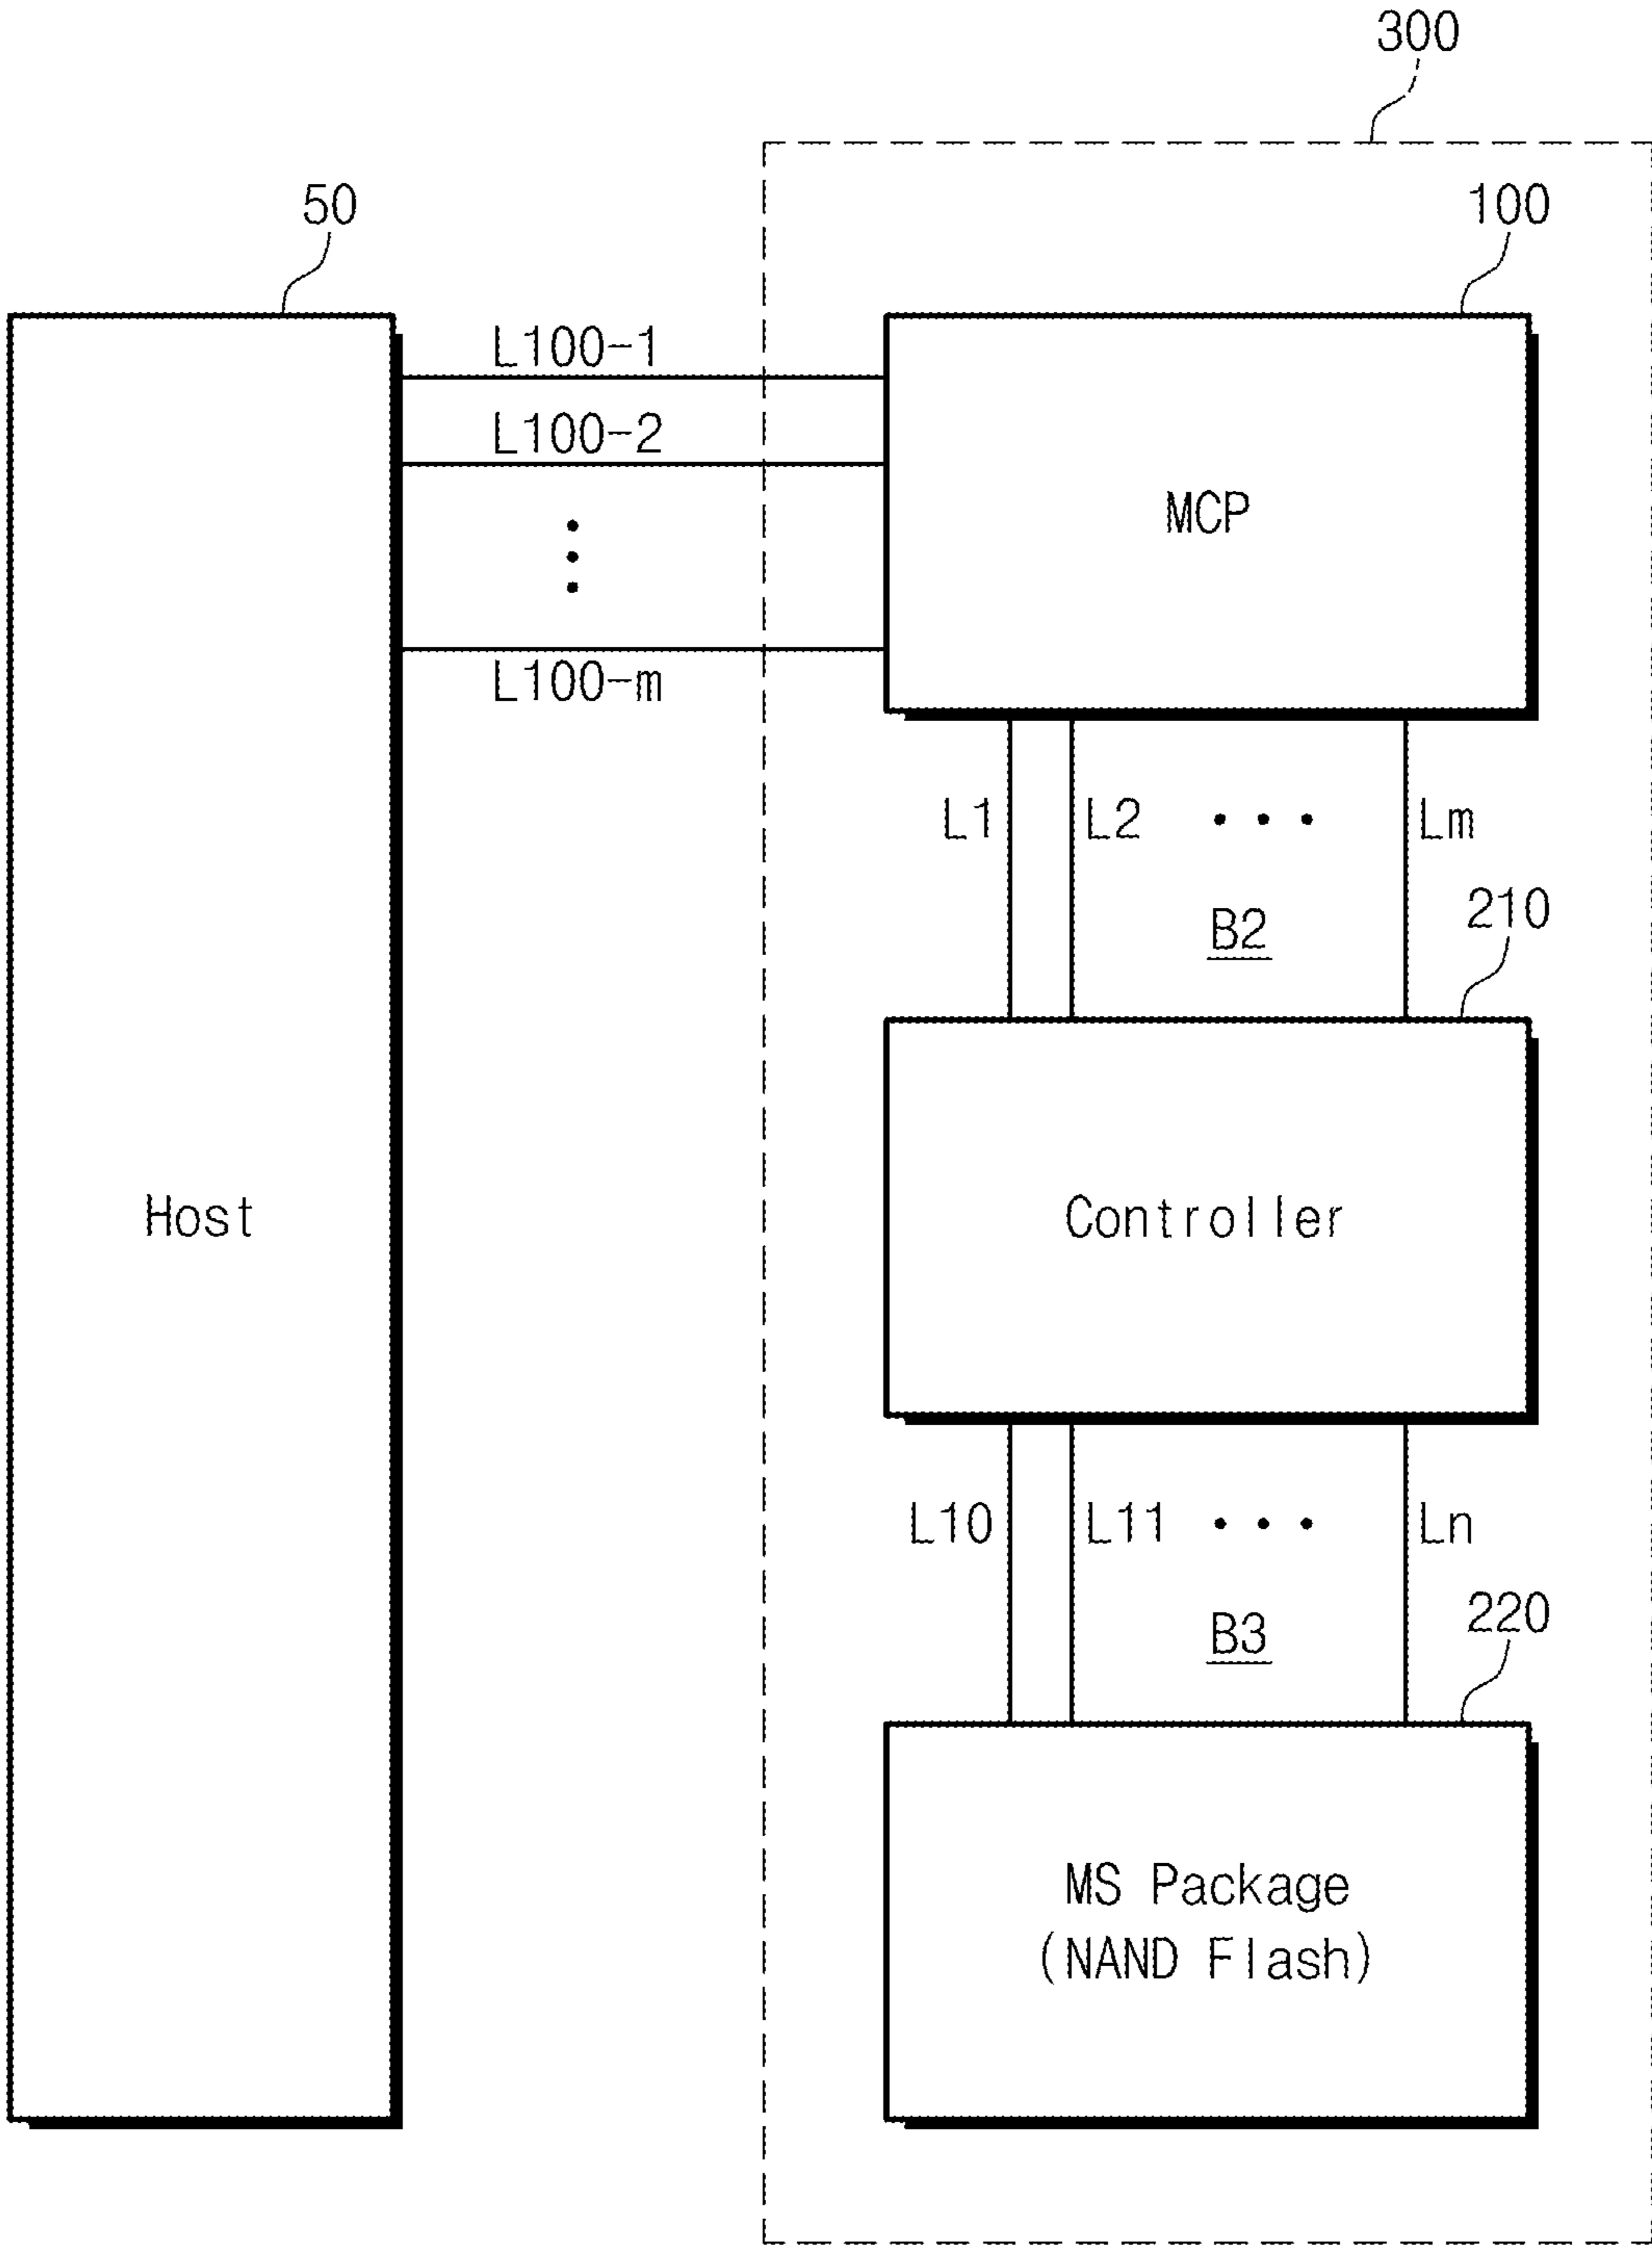 300
50
100
L100-1
L100-2
MCP
L100-m
L1
L2
Lm
B2
210
Host
Controller
L10
L11
Ln
B3
220
MS Package
(NAND Flash)